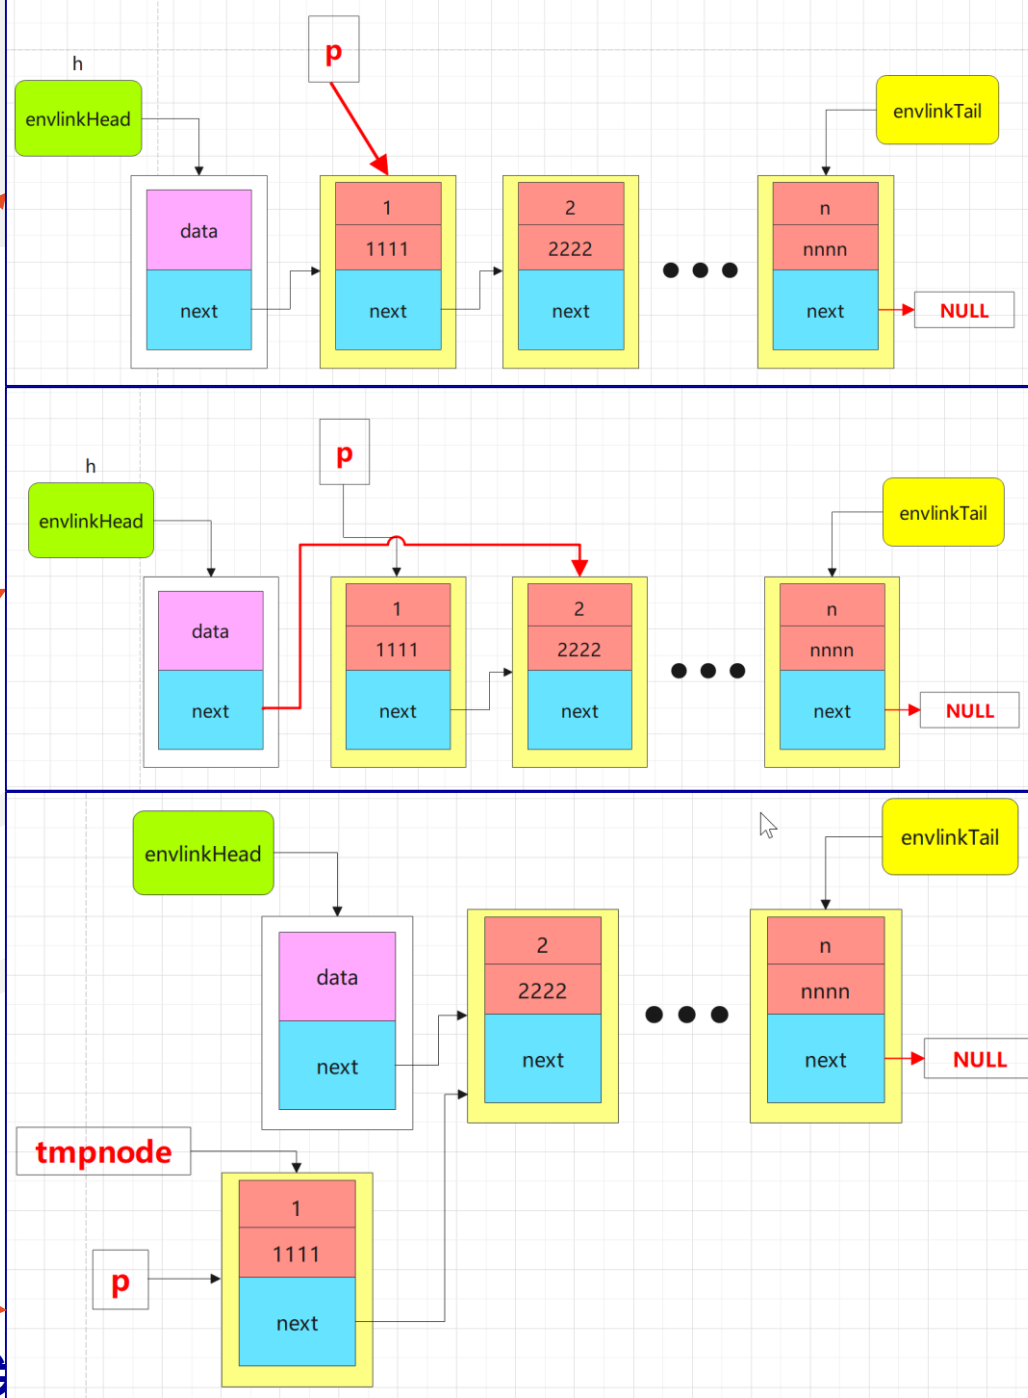 h
p
envlinkHead
envlinkTail
data
next
1
1111
next
2
2222
n
nnnn
next
NULL
p
h
envlinkHead
envlinkTail
data
next
1
1111
next
2
2222
next
n
nnnn
next
NULL
envlinkHead
envlinkTail
data
next
2
2222
next
n
nnnn
next
NULL
tmpnode
1
1111
next
p